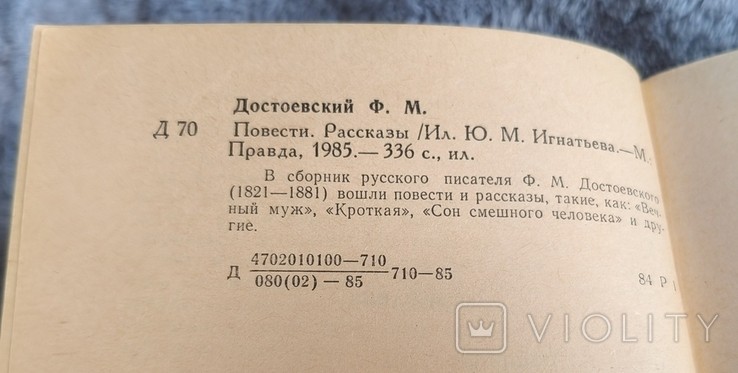 Достоевский Ф. М.
Д 70 Повести. Рассказы /Ил. Ю. М. Игнатьева.—М.:
Правда, 1985.— 336 с., ил.
В сборник русского писателя Ф. М. Достоевского
(1821—1881) вошли повести и рассказы, такие, как: «Веч-
ный муж», «Кроткая», «Сон смешного человека» и дру-
гие.
4702010100—710
Д 710—85
080(02) — 85
84 Р 1
VIOLITY